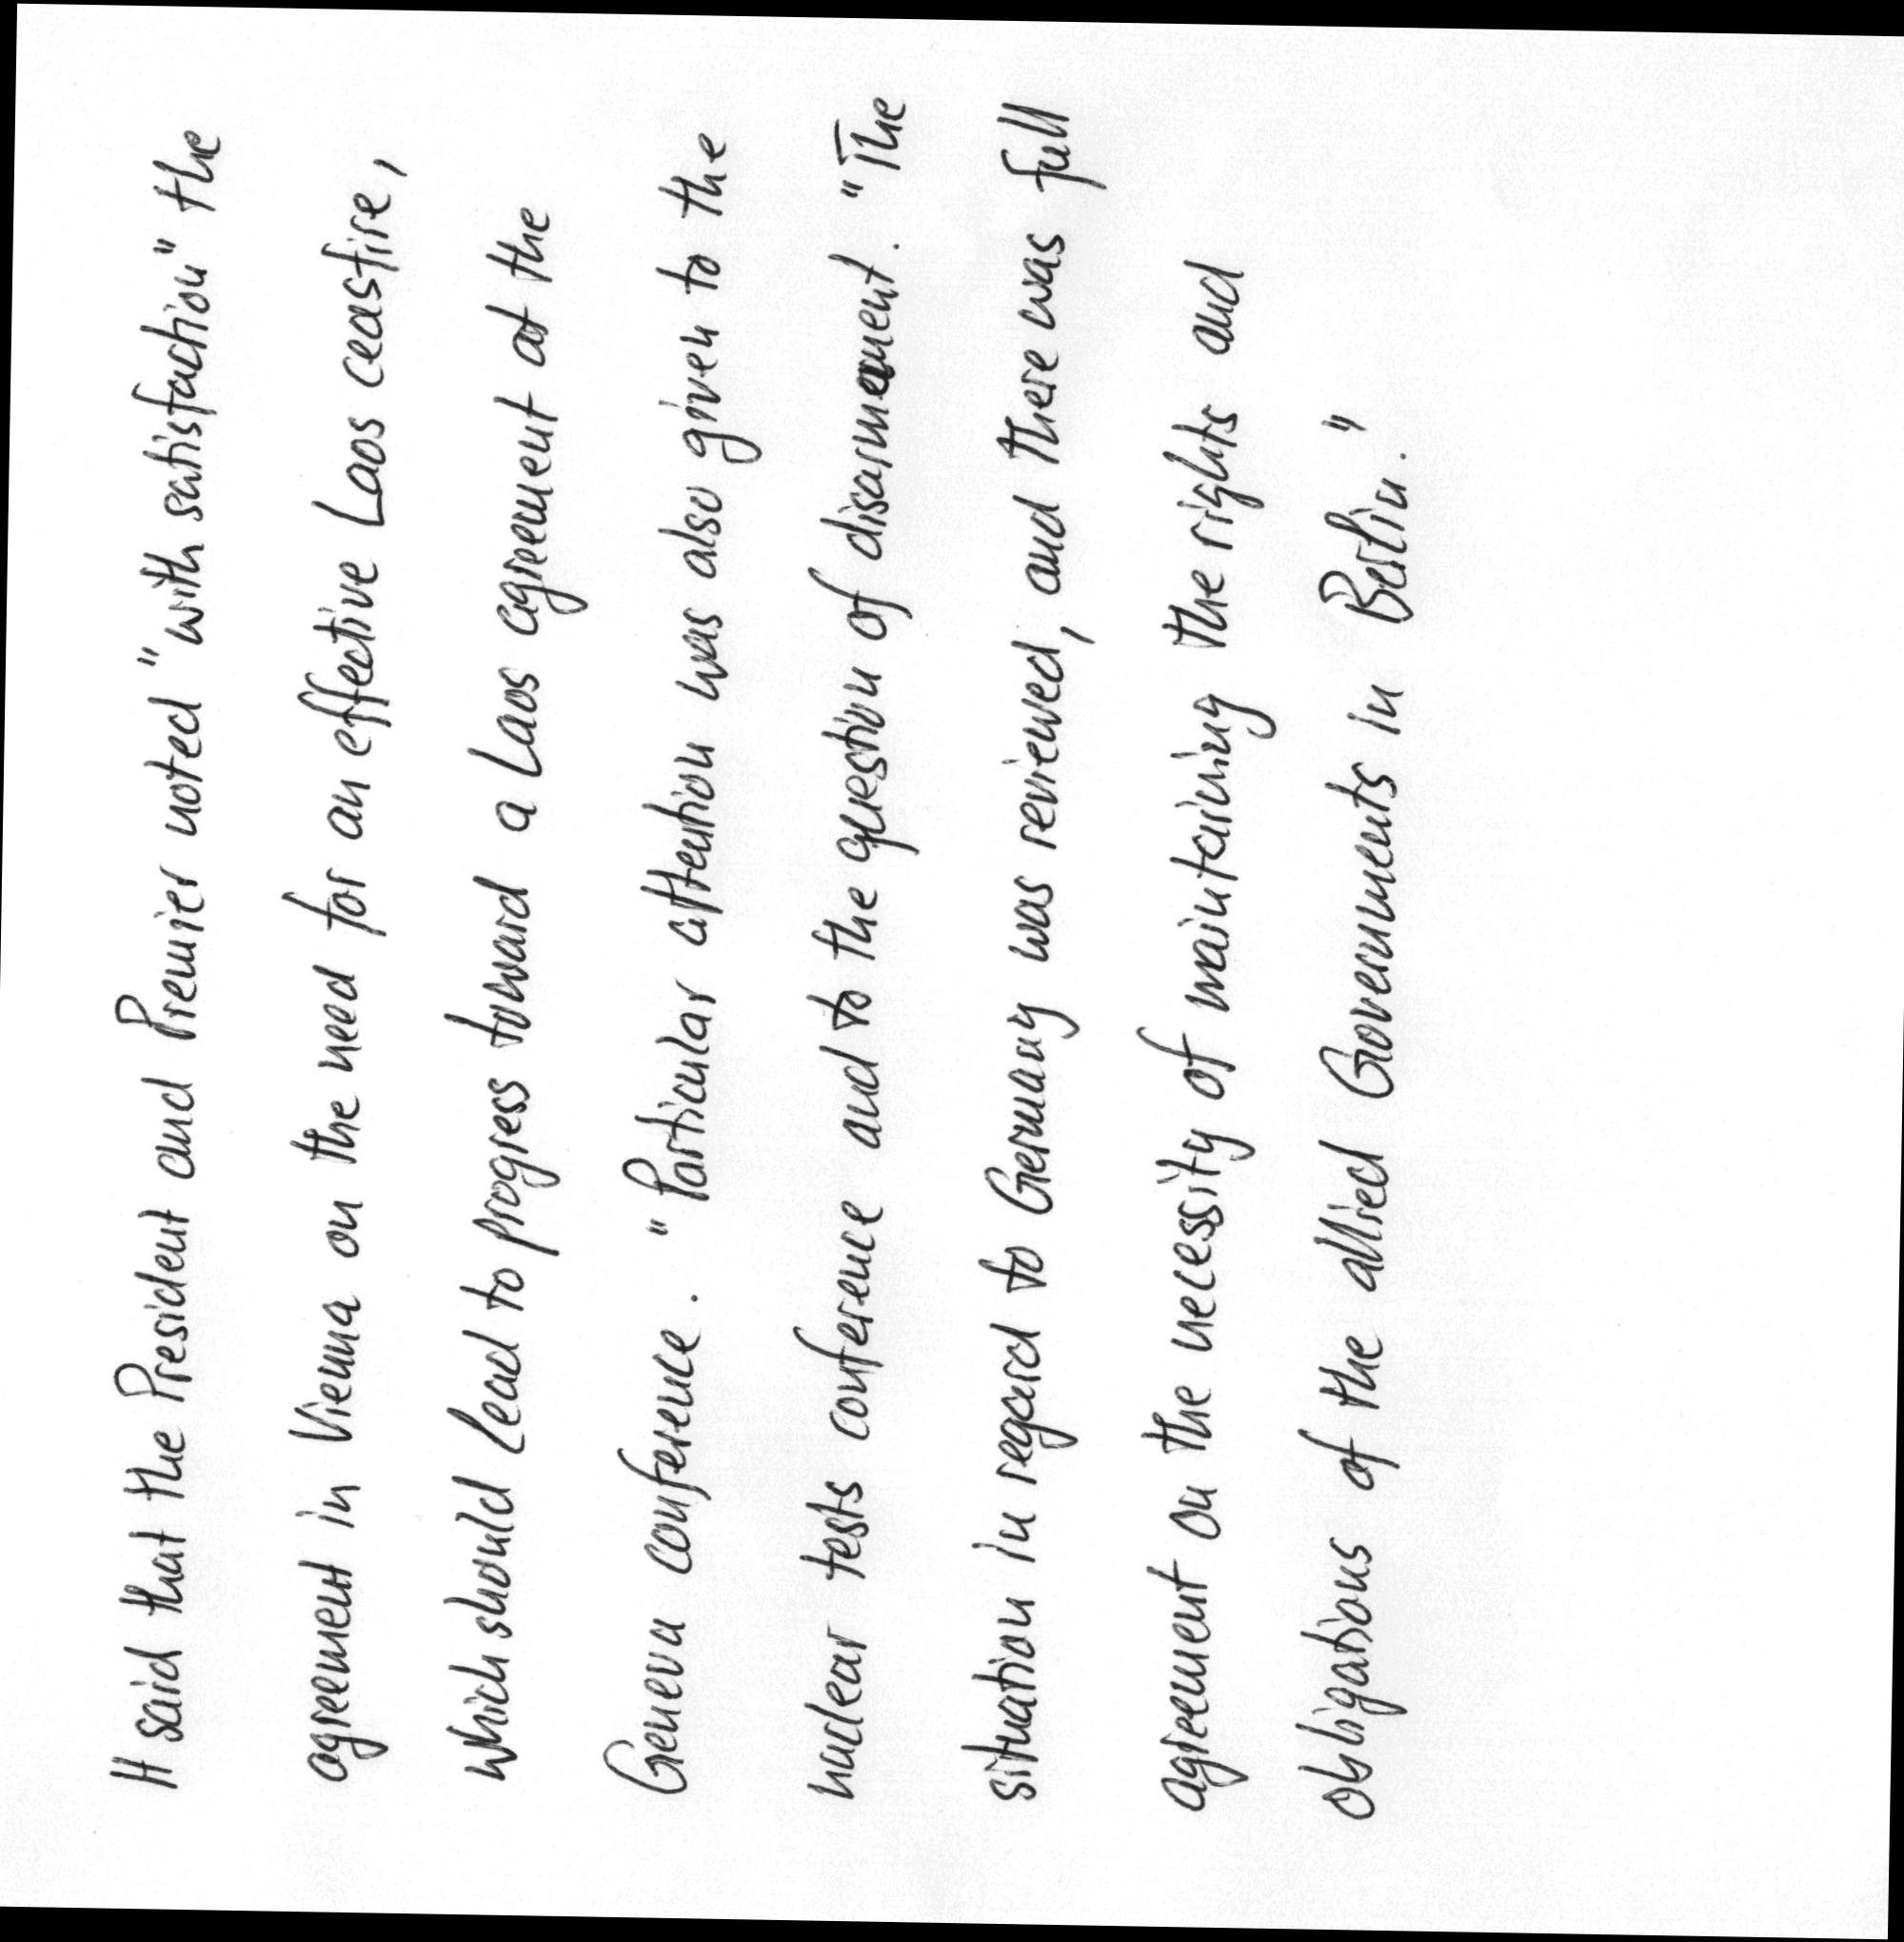 It said that the President and Premier noted "with satisfaction" the
agreement in Vienna on the need for an effective Laos ceasfire,
which should lead to progress toward a Laos agreement at the
Geneva conference. "Particular attention was also given to the
nuclear tests conference and to the question of disarmement. "The
situation in regard to Germany was reviewed, and there was full
agreement on the necessity of maintaining the rights and
obligations of the allied Governments in Berlin."